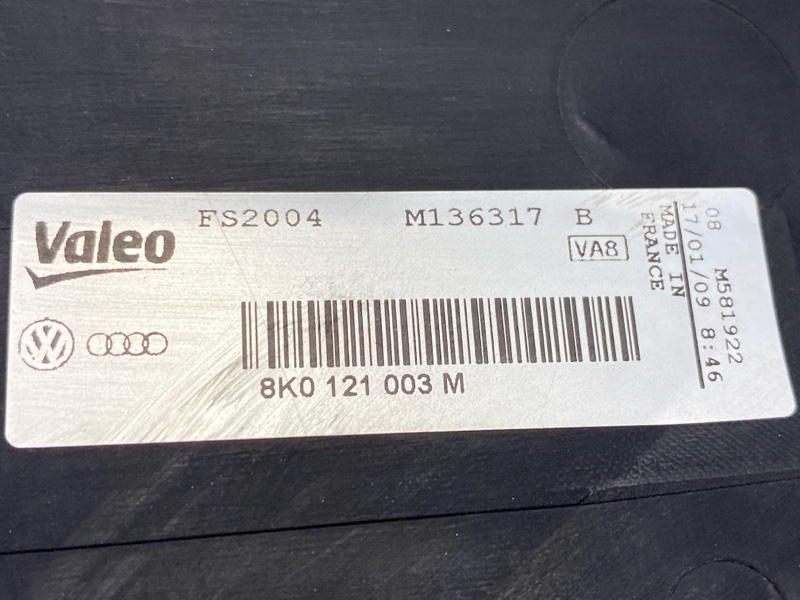 Valeo
FS2004 M136317 B
VA8
8K0 121 003 M
MADE IN
FRANCE
08 M581922
17/01/09 8:46